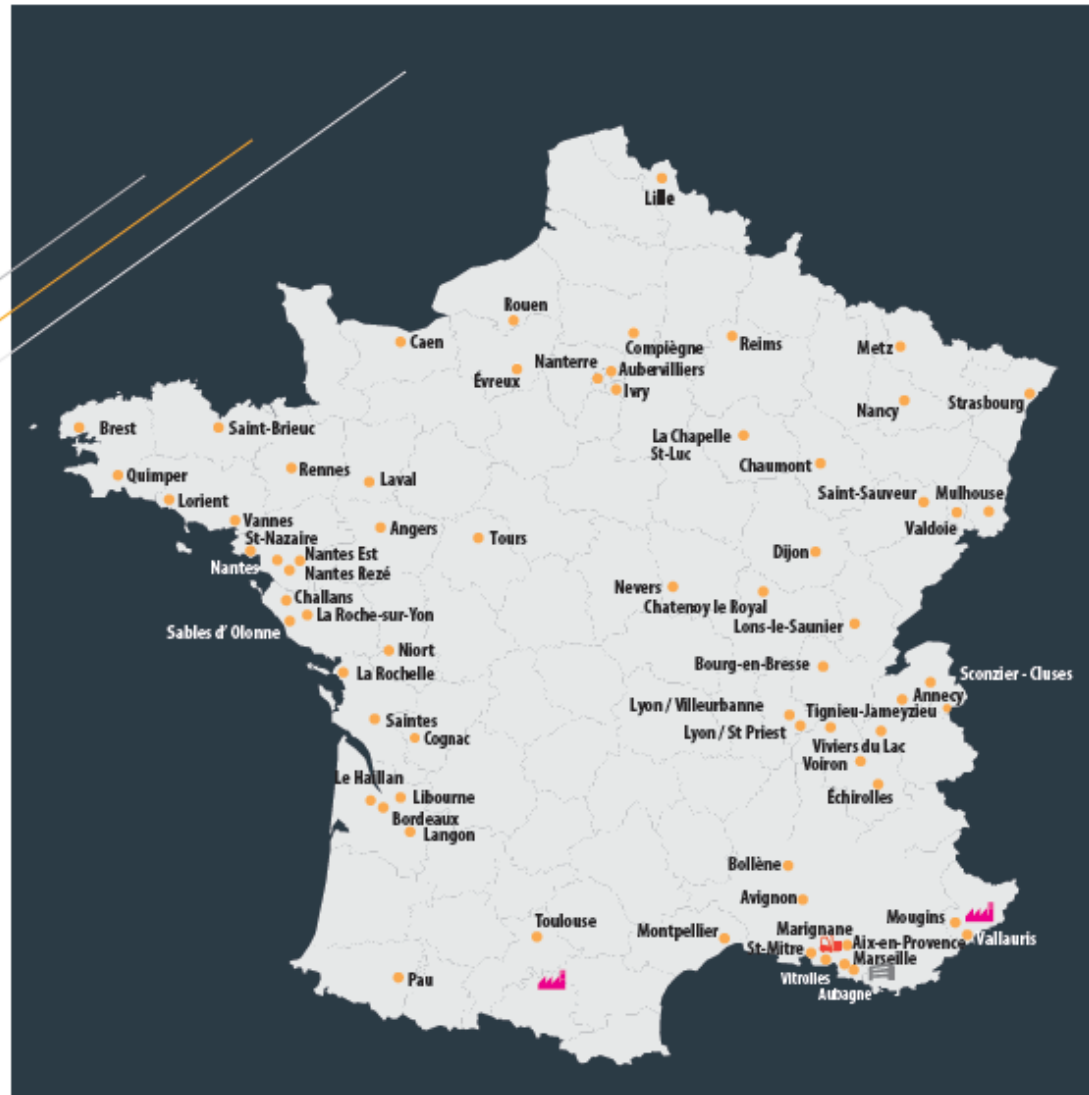 Lille
Rouen
Caen
Compiègne
Reims
Metz
Nanterre
Aubervilliers
Évreux
Ivry
Nancy
Strasbourg
Brest
Saint-Brieuc
La Chapelle
St-Luc
Chaumont
Quimper
Rennes
Laval
Saint-Sauveur
Mulhouse
Lorient
Vannes
Valdoie
St-Nazaire
Angers
Tours
Dijon
Nantes
Nantes Est
Nantes Rezé
Nevers
Challans
Chatenoy le Royal
La Roche-sur-Yon
Lons-le-Saunier
Sables d' Olonne
Niort
Bourg-en-Bresse
La Rochelle
Sconzier - Cluses
Annecy
Lyon / Villeurbanne
Tignieu-Jameyzieu
Saintes
Lyon / St Priest
Cognac
Viviers du Lac
Voiron
Le Haillan
Échirolles
Libourne
Bordeaux
Langon
Bollène
Avignon
Toulouse
Mougins
Montpellier
Marignane
Vallauris
St-Mitre
Aix-en-Provence
Marseille
Pau
Vitrolles
Aubagne